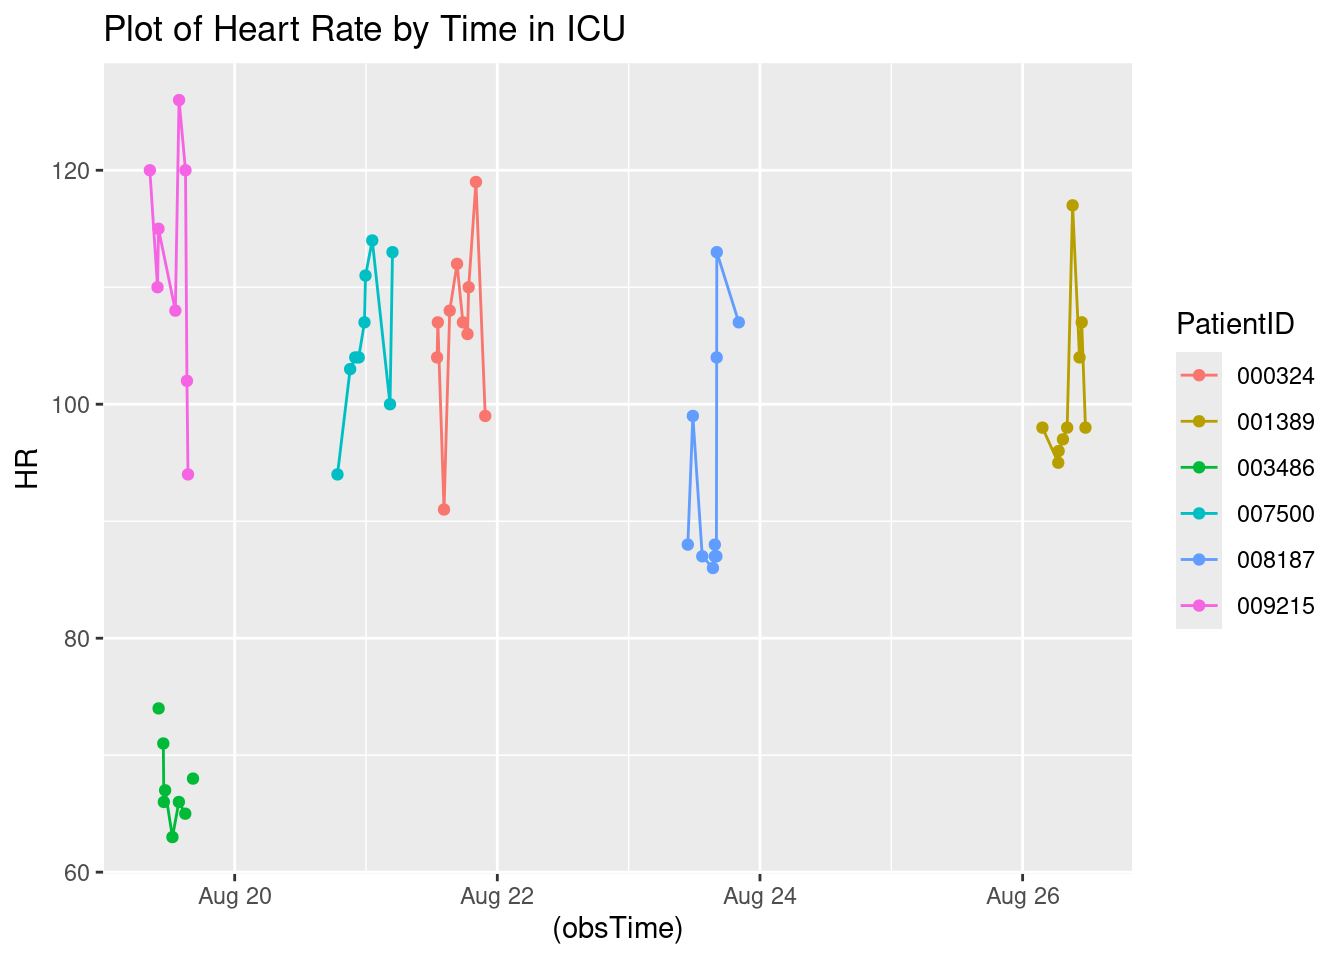 Plot of Heart Rate by Time in ICU
120
100
80
60
HR
Aug 20
Aug 22
Aug 24
Aug 26
(obsTime)
PatientID
000324
001389
003486
007500
008187
009215